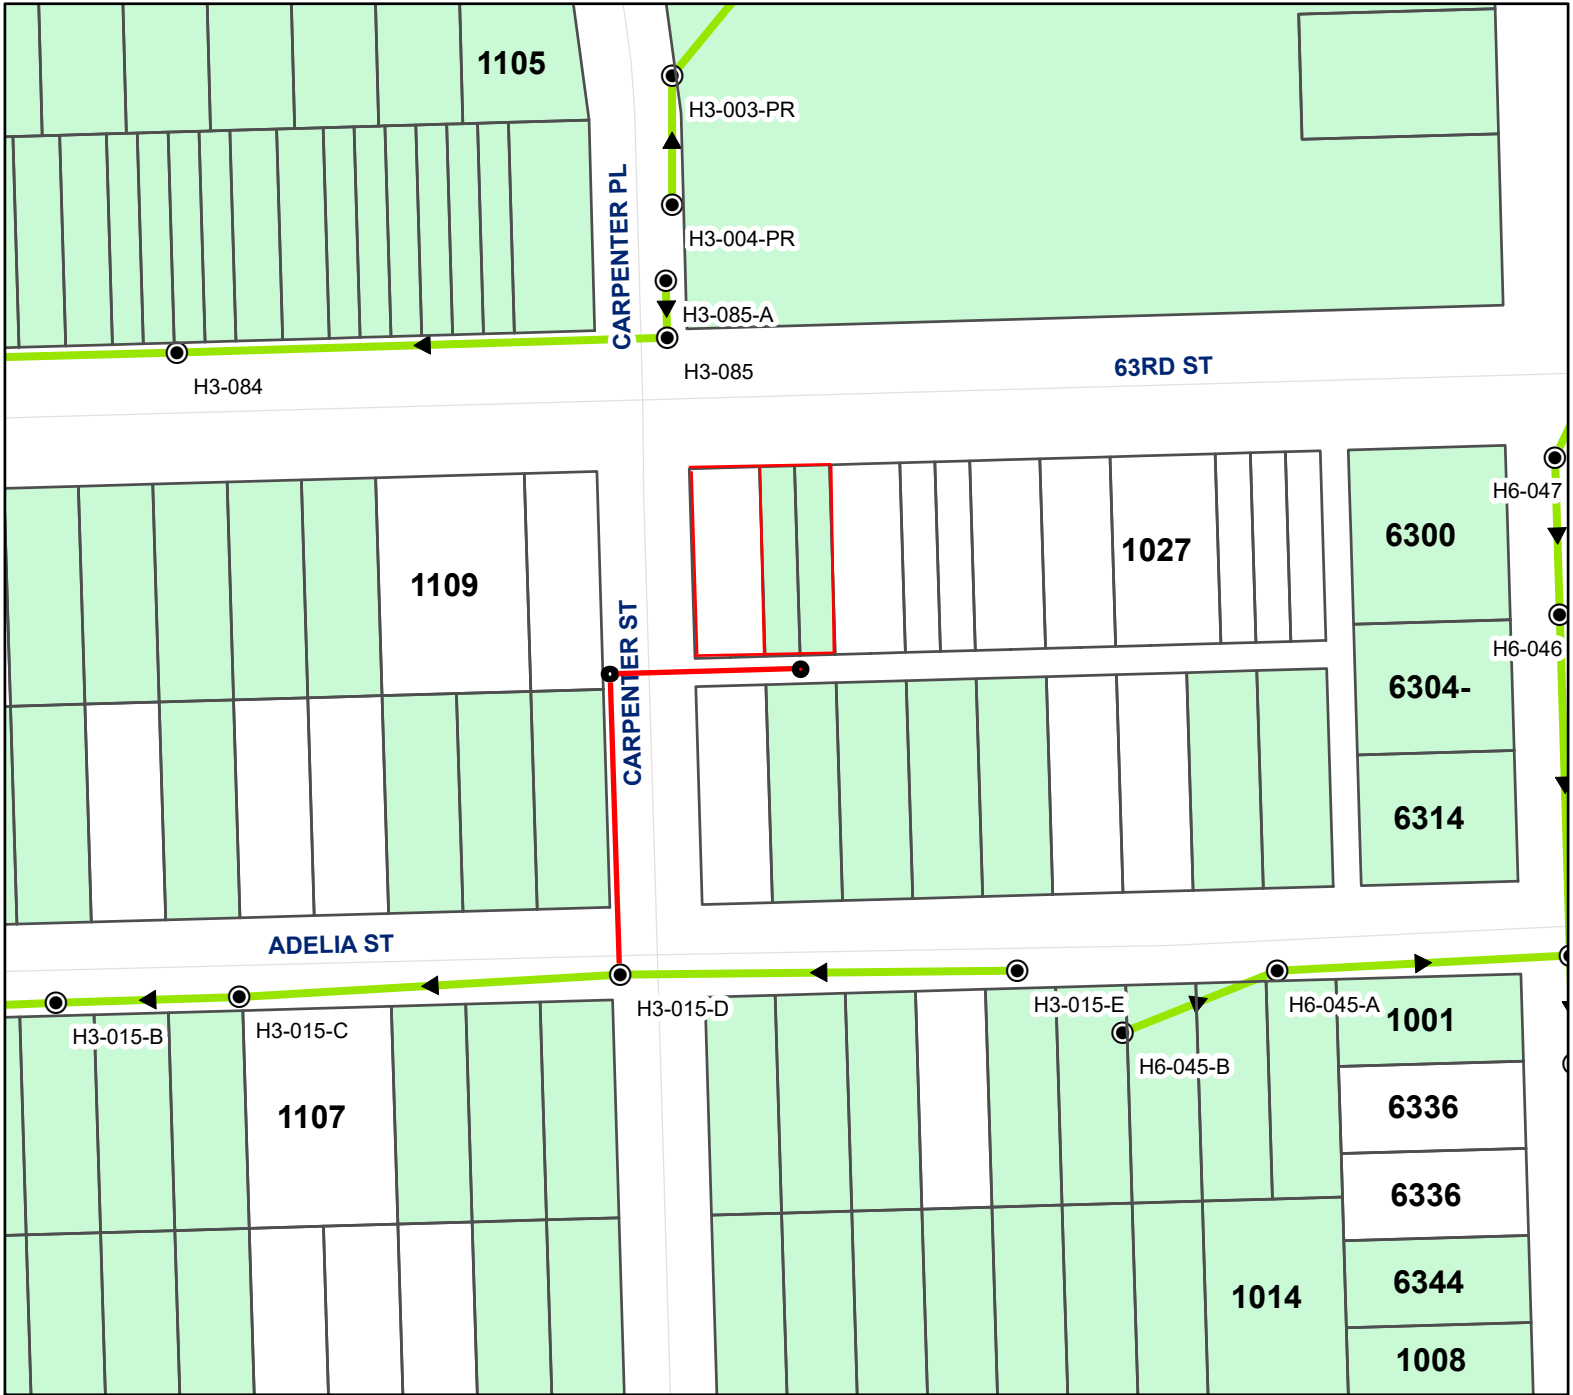 1105
H3-003-PR
CARPENTER PL
H3-004-PR
H3-085-A
H3-085
63RD ST
H3-084
H6-047
6300
1027
1109
CARPENTER ST
H6-046
6304-
6314
ADELIA ST
H3-015-D
H3-015-E
H6-045-A
1001
H3-015-B
H3-015-C
H6-045-B
1107
6336
6336
6344
1014
1008